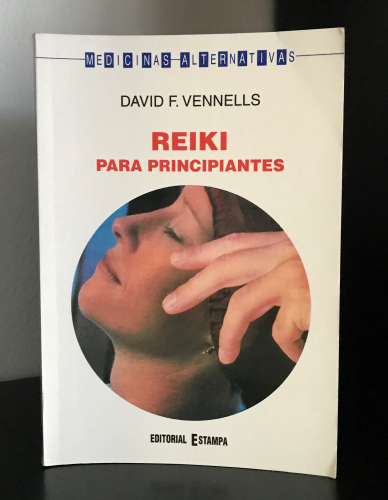 MEDICINAS ALTERNATIVAS
DAVID F. VENNELLS
REIKI
PARA PRINCIPIANTES
EDITORIAL ESTAMPA